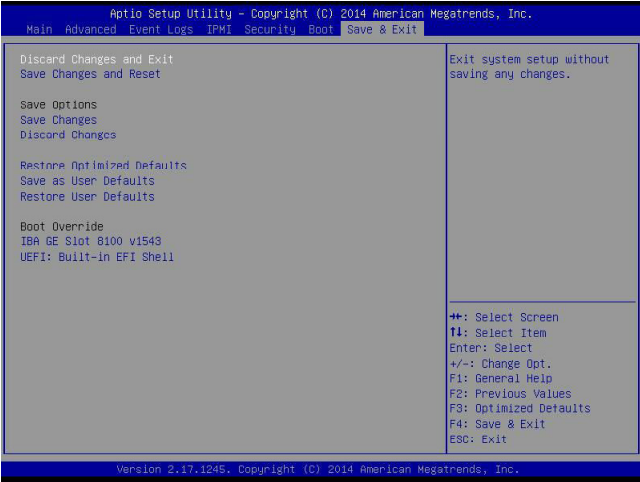 Aptio Setup Utility – Copyright (C) 2014 American Megatrends, Inc.
Main Advanced Event Logs IPMI Security Boot Save & Exit
Discard Changes and Exit
Save Changes and Reset
Save Options
Save Changes
Discard Changes
Restore Optimized Defaults
Save as User Defaults
Restore User Defaults
Boot Override
IBA GE Slot 8100 v1543
UEFI: Built-in EFI Shell
Exit system setup without
saving any changes.
→←: Select Screen
↑↓: Select Item
Enter: Select
+/-: Change Opt.
F1: General Help
F2: Previous Values
F3: Optimized Defaults
F4: Save & Exit
ESC: Exit
Version 2.17.1245. Copyright (C) 2014 American Megatrends, Inc.